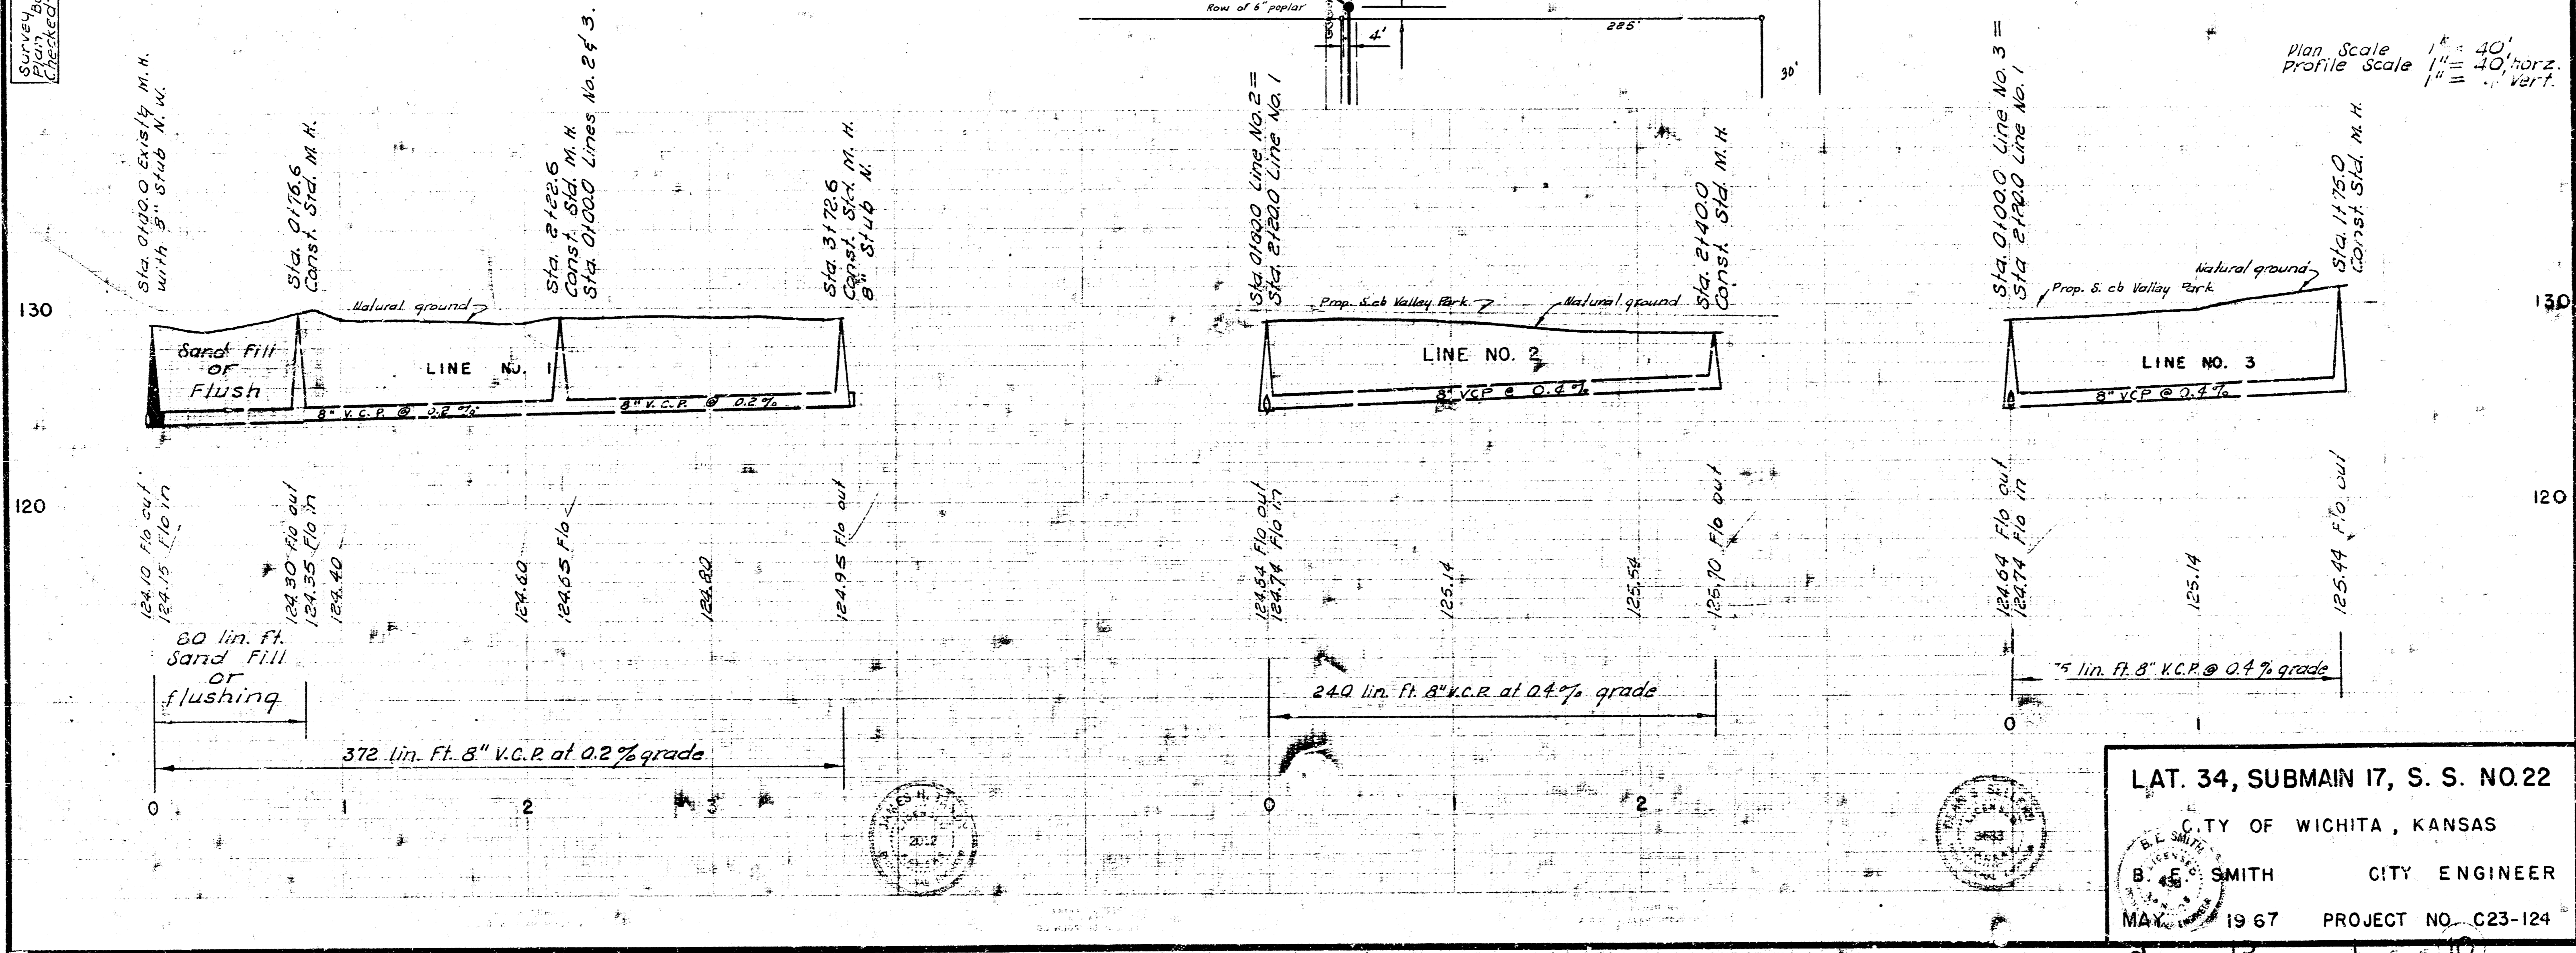 Survey
Plan
Checked
Row of 6" poplar
4'
285'
30'
Plan Scale 1" = 40'
Profile Scale 1" = 40' horz.
1" = vert.
Sta. 0+00.0 Exist'g M.H.
with 8" Stub N.W.
Sta. 0+76.6
Const. Std. M.H.
Sta. 2+22.6
Const. Std. M.H.
Sta. 0+00.0 Lines No. 2 & 3.
Sta. 3+72.6
Const. Std. M.H.
8" Stub N.
Sta. 0+00.0 Line No. 2 =
Sta. 2+20.0 Line No. 1
Sta. 2+40.0
Const. Std. M.H.
Sta. 0+00.0 Line No. 3 =
Sta 2+20.0 Line No. 1
Sta. 1+75.0
Const. Std. M.H.
130
Natural ground
Prop. S. cb Valley Park
Natural ground
Prop. S. cb Valley Park
Natural ground
130
Sand Fill
or
Flush
LINE NO. 1
LINE NO. 2
LINE NO. 3
8" V.C.P. @ 0.2%
8" V.C.P. @ 0.2%
8" VCP @ 0.4%
8" VCP @ 0.4%
120
120
124.10 Flo out
124.15 Flo in
124.30 Flo out
124.35 Flo in
124.40
124.60
124.65 Flo
124.80
124.95 Flo out
124.64 Flo out
124.74 Flo in
125.14
125.54
125.70 Flo out
124.64 Flo out
124.74 Flo in
125.14
125.44 Flo out
80 lin. ft.
Sand Fill
or
flushing
372 lin. Ft. 8" V.C.P. at 0.2% grade
240 lin. ft. 8" V.C.P. at 0.4% grade
75 lin. ft. 8" V.C.P. @ 0.4% grade
0 1 2 3
0 1 2
0 1
LAT. 34, SUBMAIN 17, S. S. NO. 22
CITY OF WICHITA, KANSAS
B. E. SMITH CITY ENGINEER
MAY 1967 PROJECT NO. C23-124
JAMES H.
B.E. SMITH
LICENSED